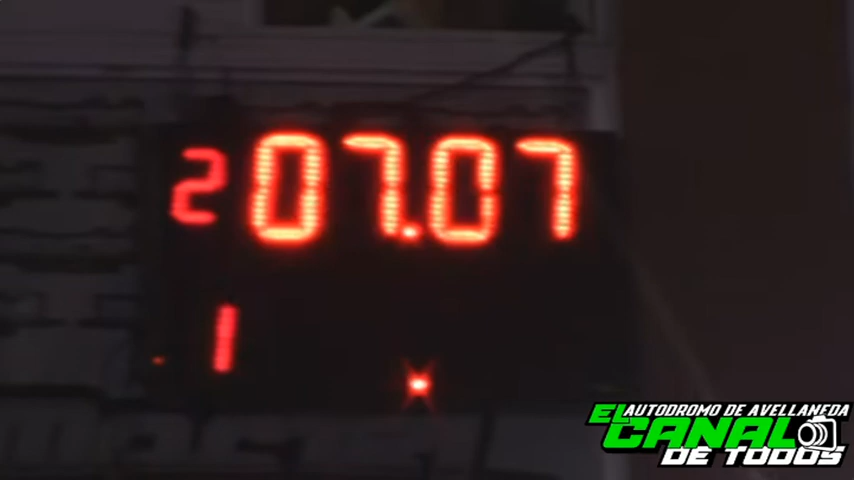 2 07.07
1 .
EL AUTODROMO DE AVELLANEDA
CANAL
DE TODOS